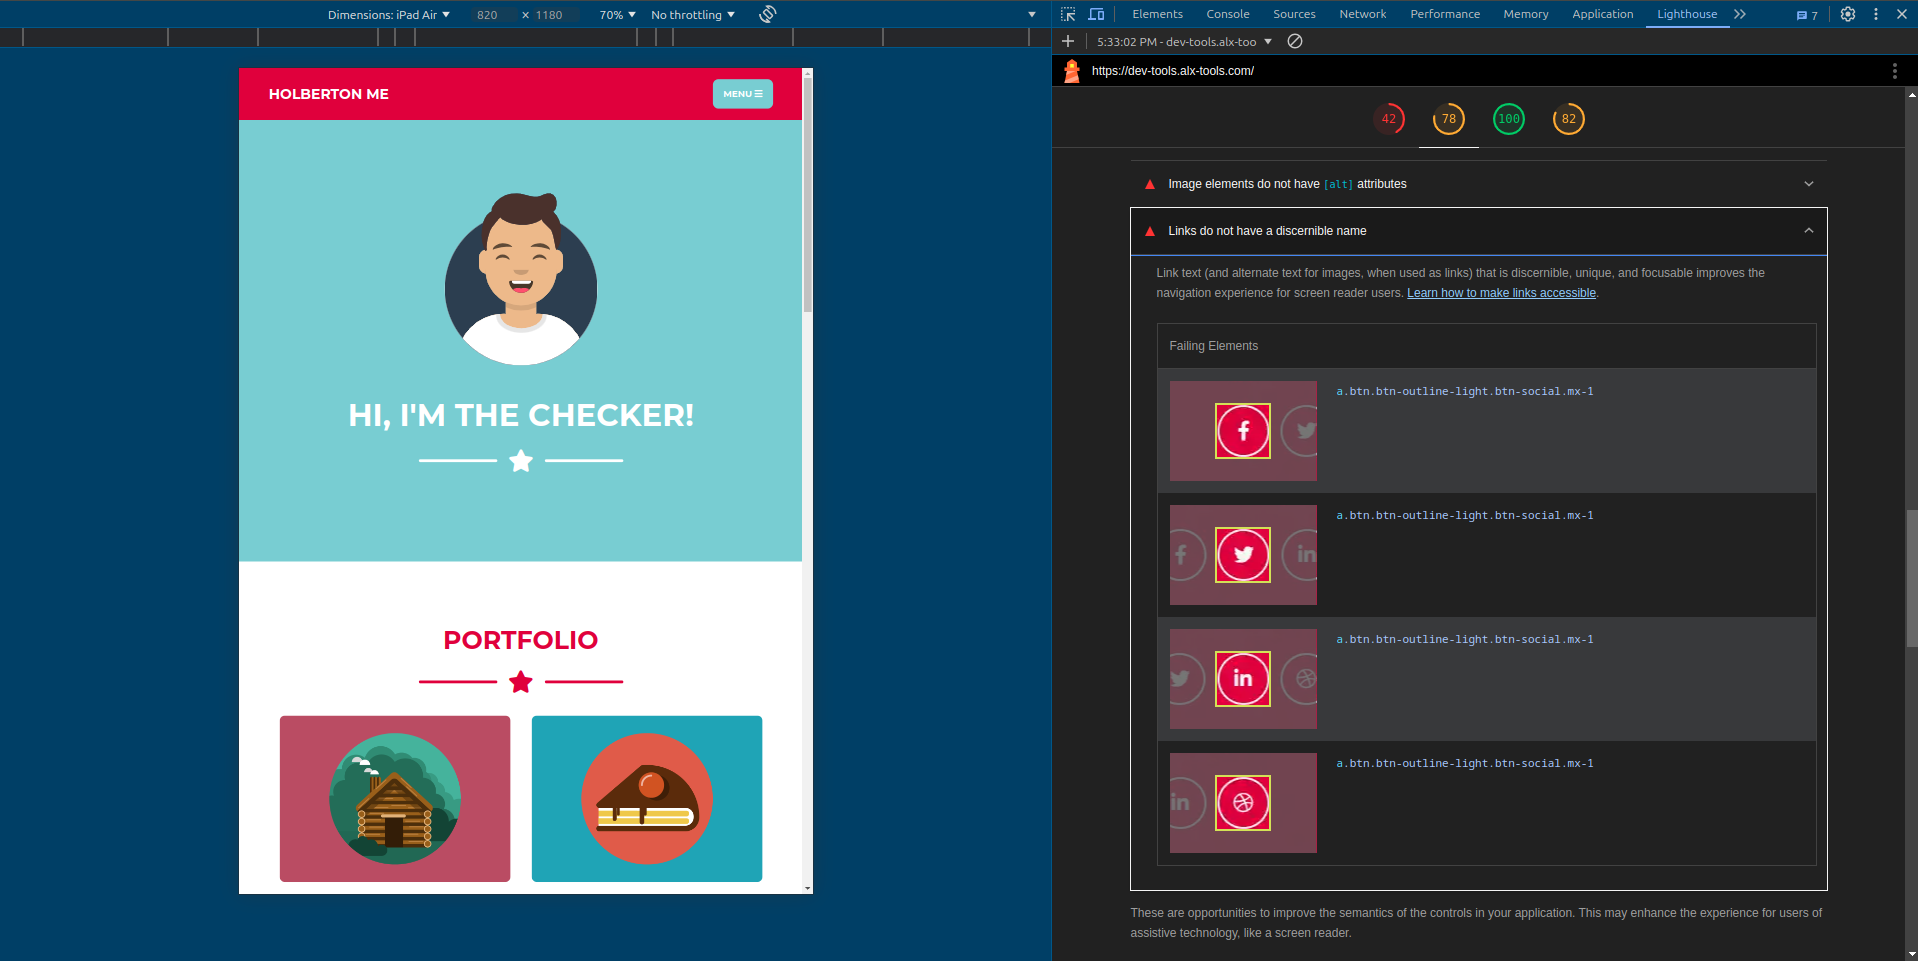 Dimensions: iPad Air 820 × 1180 70% No throttling
Elements Console Sources Network Performance Memory Application Lighthouse 7
5:33:02 PM - dev-tools.alx-too
https://dev-tools.alx-tools.com/
HOLBERTON ME
MENU
HI, I'M THE CHECKER!
PORTFOLIO
42 78 100 82
Image elements do not have [alt] attributes
Links do not have a discernible name
Link text (and alternate text for images, when used as links) that is discernible, unique, and focusable improves the
navigation experience for screen reader users. Learn how to make links accessible.
Failing Elements
a.btn.btn-outline-light.btn-social.mx-1
a.btn.btn-outline-light.btn-social.mx-1
a.btn.btn-outline-light.btn-social.mx-1
a.btn.btn-outline-light.btn-social.mx-1
These are opportunities to improve the semantics of the controls in your application. This may enhance the experience for users of
assistive technology, like a screen reader.